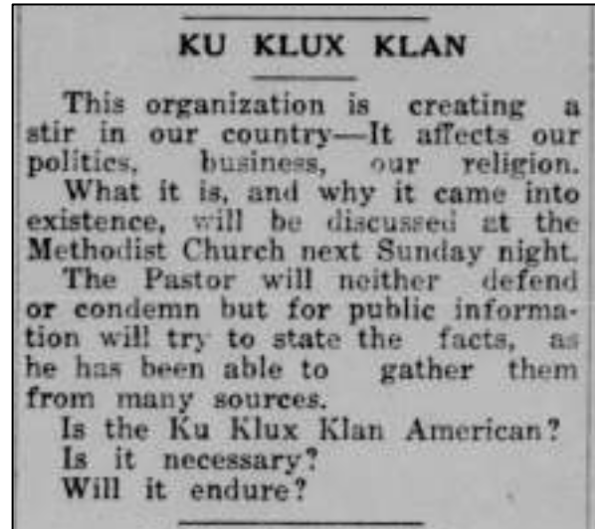 KU KLUX KLAN
This organization is creating a
stir in our country—It affects our
politics, business, our religion.
What it is, and why it came into
existence, will be discussed at the
Methodist Church next Sunday night.
The Pastor will neither defend
or condemn but for public informa-
tion will try to state the facts, as
he has been able to gather them
from many sources.
Is the Ku Klux Klan American?
Is it necessary?
Will it endure?